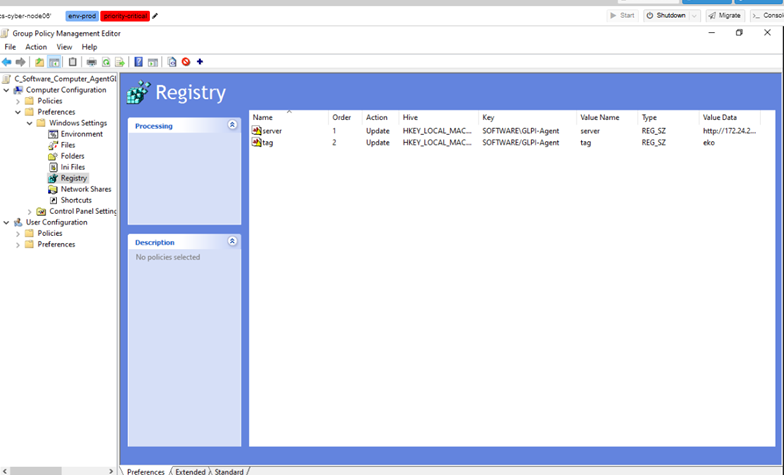 cs-cyber-node06'
env-prod
priority-critical
Start
Shutdown
Migrate
Conso
Group Policy Management Editor
File Action View Help
C_Software_Computer_AgentGL
Computer Configuration
Policies
Preferences
Windows Settings
Environment
Files
Folders
Ini Files
Registry
Network Shares
Shortcuts
Control Panel Setting
User Configuration
Policies
Preferences
Registry
Processing
Description
No policies selected
Name Order Action Hive Key Value Name Type Value Data
server 1 Update HKEY_LOCAL_MAC... SOFTWARE\GLPI-Agent server REG_SZ http://172.24.2...
tag 2 Update HKEY_LOCAL_MAC... SOFTWARE\GLPI-Agent tag REG_SZ eko
Preferences Extended Standard